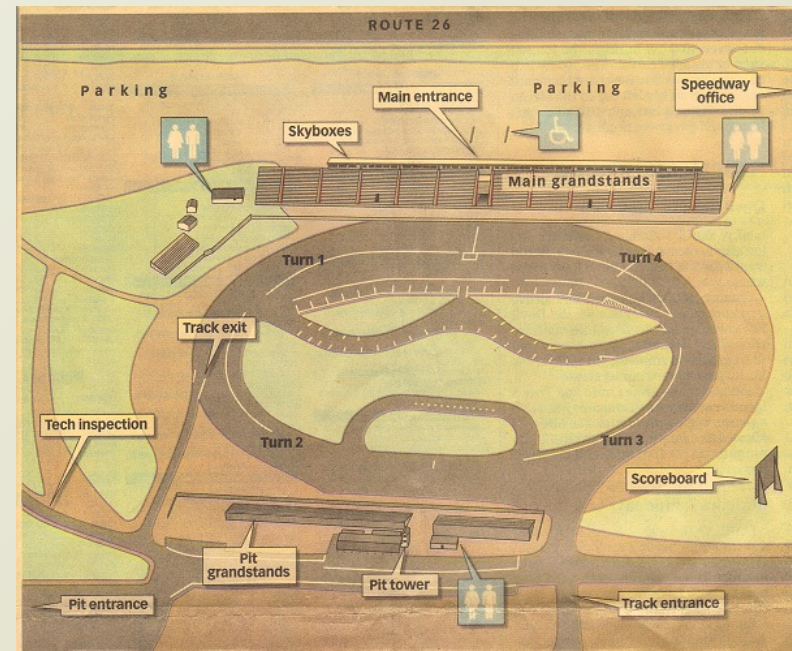 ROUTE 26
Parking
Parking
Speedway
office
Main entrance
Skyboxes
Main grandstands
Turn 1
Turn 4
Track exit
Tech inspection
Turn 2
Turn 3
Scoreboard
Pit
grandstands
Pit tower
Pit entrance
Track entrance